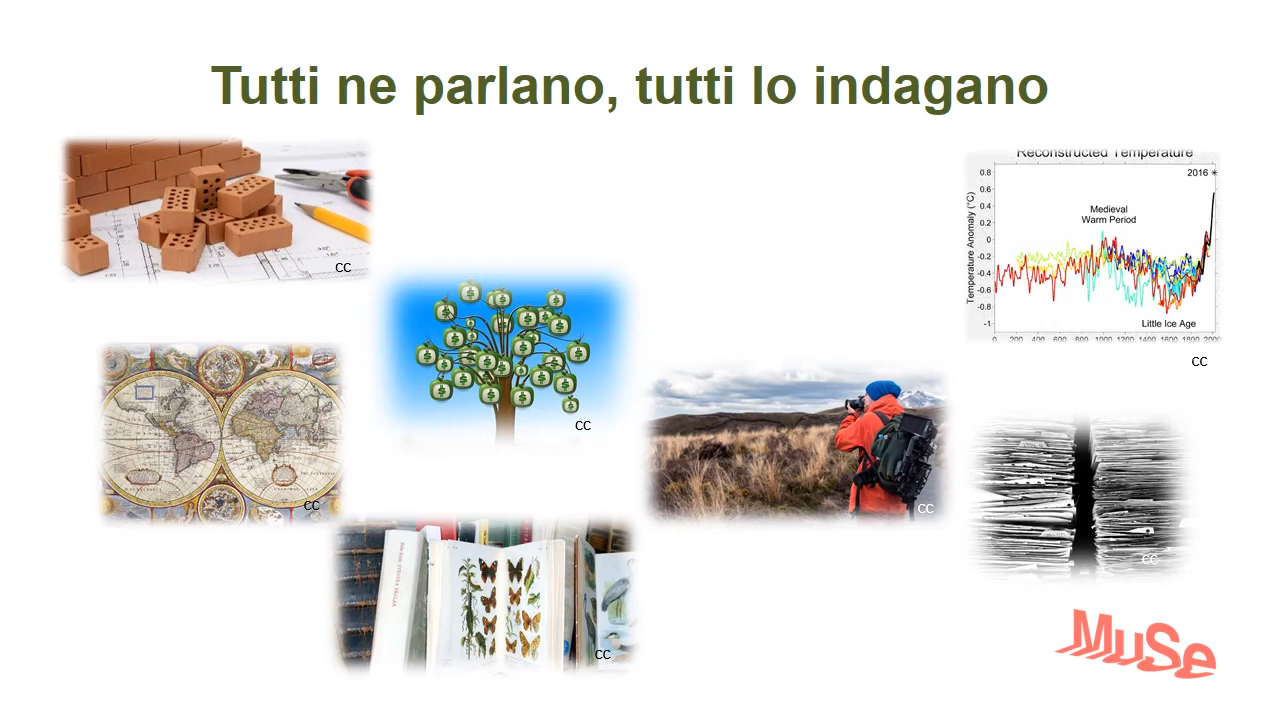 Tutti ne parlano, tutti lo indagano
cc
cc
cc
cc
cc
Reconstructed Temperature
2016 *
Medieval
Warm Period
Temperature Anomaly (°C)
0.8
0.6
0.4
0.2
0
-0.2
-0.4
-0.6
-0.8
-1
Little Ice Age
0 200 400 600 800 1000 1200 1400 1600 1800 2000
cc
cc
MuSe